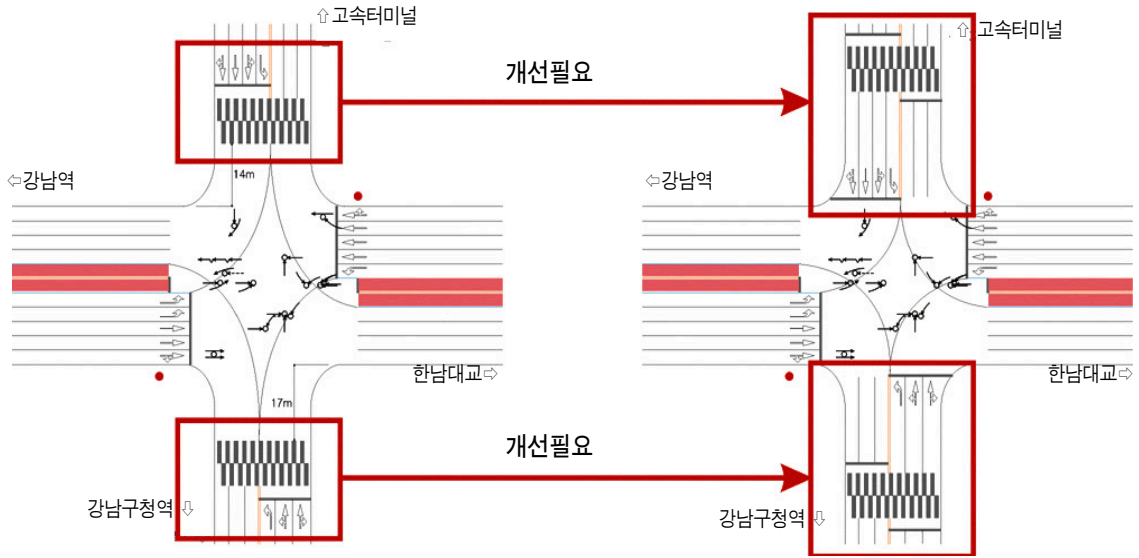 ⇧고속터미널
⇧고속터미널
개선필요
14m
⇦강남역
⇦강남역
한남대교⇨
한남대교⇨
17m
개선필요
강남구청역 ⇩
강남구청역 ⇩